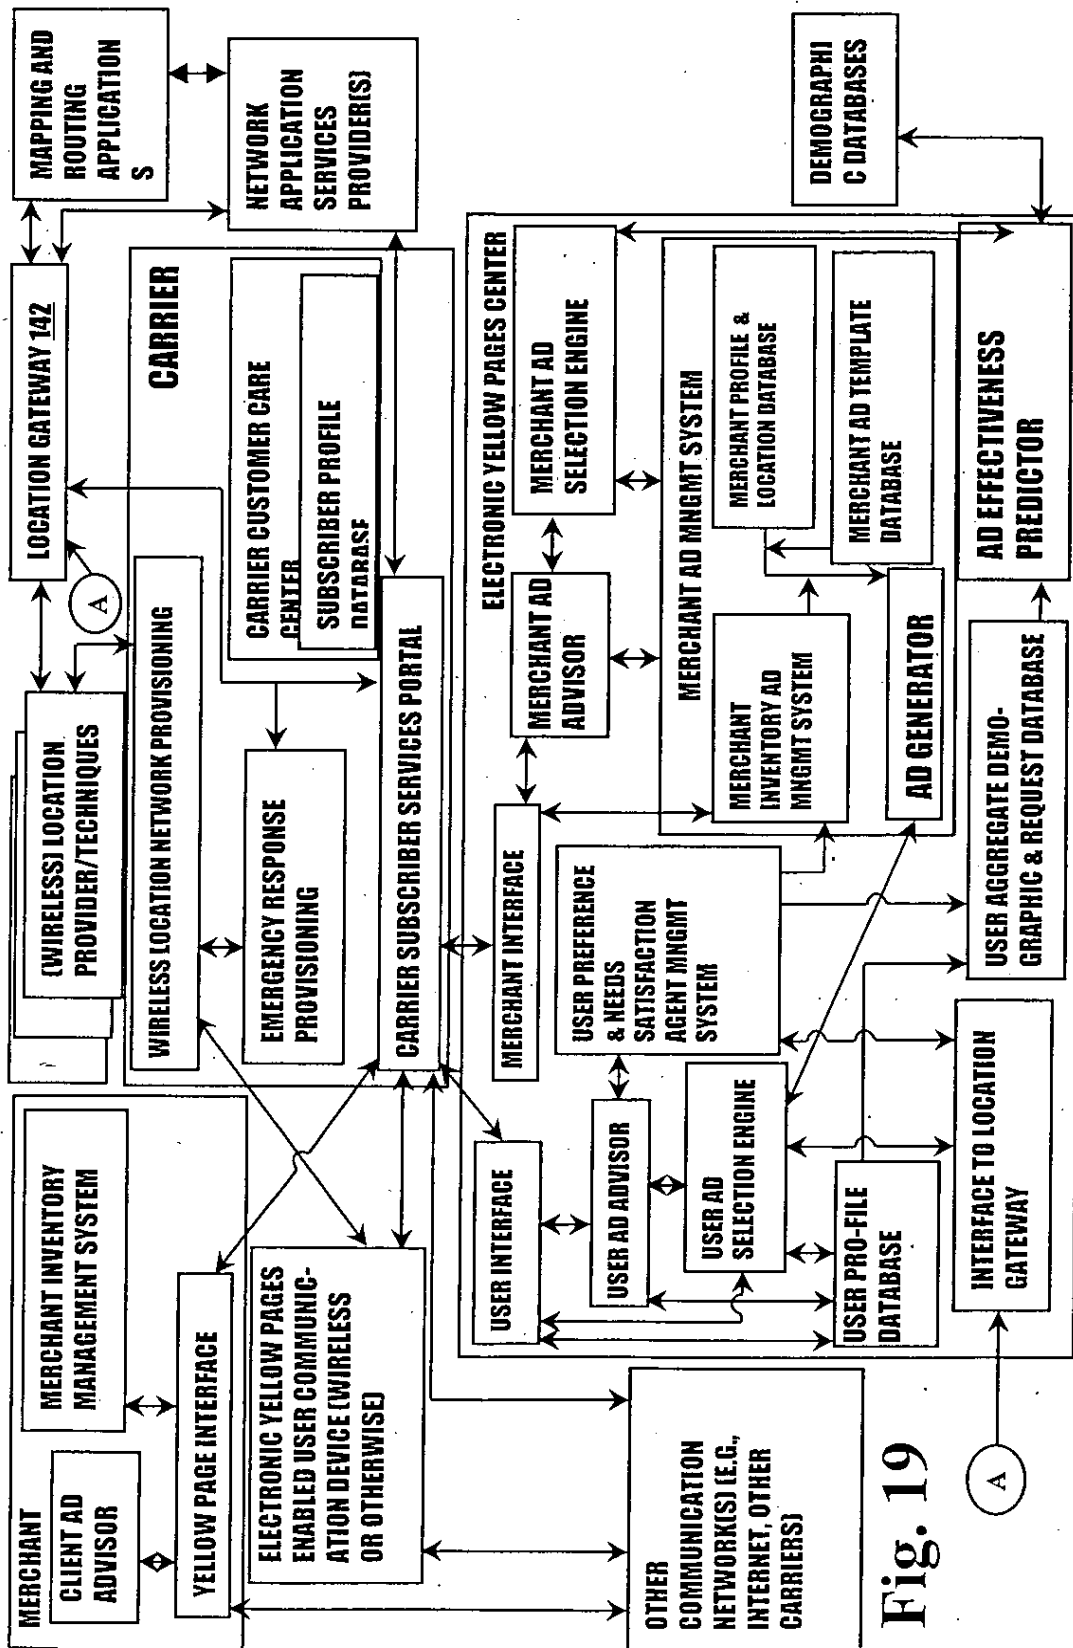 MERCHANT
CLIENT AD
ADVISOR
MERCHANT INVENTORY
MANAGEMENT SYSTEM
YELLOW PAGE INTERFACE
ELECTRONIC YELLOW PAGES
ENABLED USER COMMUNIC-
ATION DEVICE (WIRELESS
OR OTHERWISE)
OTHER
COMMUNICATION
NETWORK(S) (E.G.,
INTERNET, OTHER
CARRIERS)
(WIRELESS) LOCATION
PROVIDER/TECHNIQUES
A
LOCATION GATEWAY 142
MAPPING AND
ROUTING
APPLICATION
S
NETWORK
APPLICATION
SERVICES
PROVIDER(S)
CARRIER
WIRELESS LOCATION NETWORK PROVISIONING
EMERGENCY RESPONSE
PROVISIONING
CARRIER CUSTOMER CARE
CENTER
SUBSCRIBER PROFILE
DATABASE
CARRIER SUBSCRIBER SERVICES PORTAL
ELECTRONIC YELLOW PAGES CENTER
USER INTERFACE
MERCHANT INTERFACE
MERCHANT AD
ADVISOR
MERCHANT AD
SELECTION ENGINE
USER AD ADVISOR
USER PREFERENCE
& NEEDS
SATISFACTION
AGENT MNGMT
SYSTEM
MERCHANT AD MNGMT SYSTEM
MERCHANT
INVENTORY AD
MNGMT SYSTEM
MERCHANT PROFILE &
LOCATION DATABASE
MERCHANT AD TEMPLATE
DATABASE
AD GENERATOR
USER AD
SELECTION ENGINE
USER PRO-FILE
DATABASE
INTERFACE TO LOCATION
GATEWAY
USER AGGREGATE DEMO-
GRAPHIC & REQUEST DATABASE
AD EFFECTIVENESS
PREDICTOR
DEMOGRAPHI
C DATABASES
A
Fig. 19